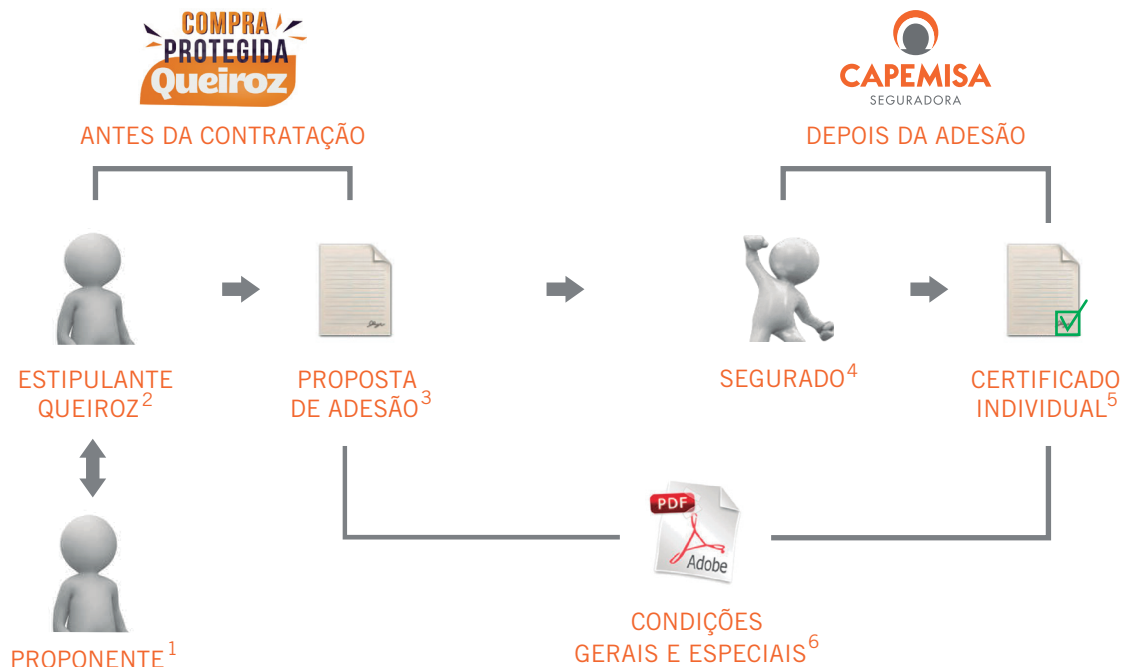 COMPRA
PROTEGIDA
Queiroz
CAPEMISA
SEGURADORA
ANTES DA CONTRATAÇÃO
DEPOIS DA ADESÃO
ESTIPULANTE
QUEIROZ2
PROPOSTA
DE ADESÃO3
SEGURADO4
CERTIFICADO
INDIVIDUAL5
PDF
Adobe
PROPONENTE1
CONDIÇÕES
GERAIS E ESPECIAIS6